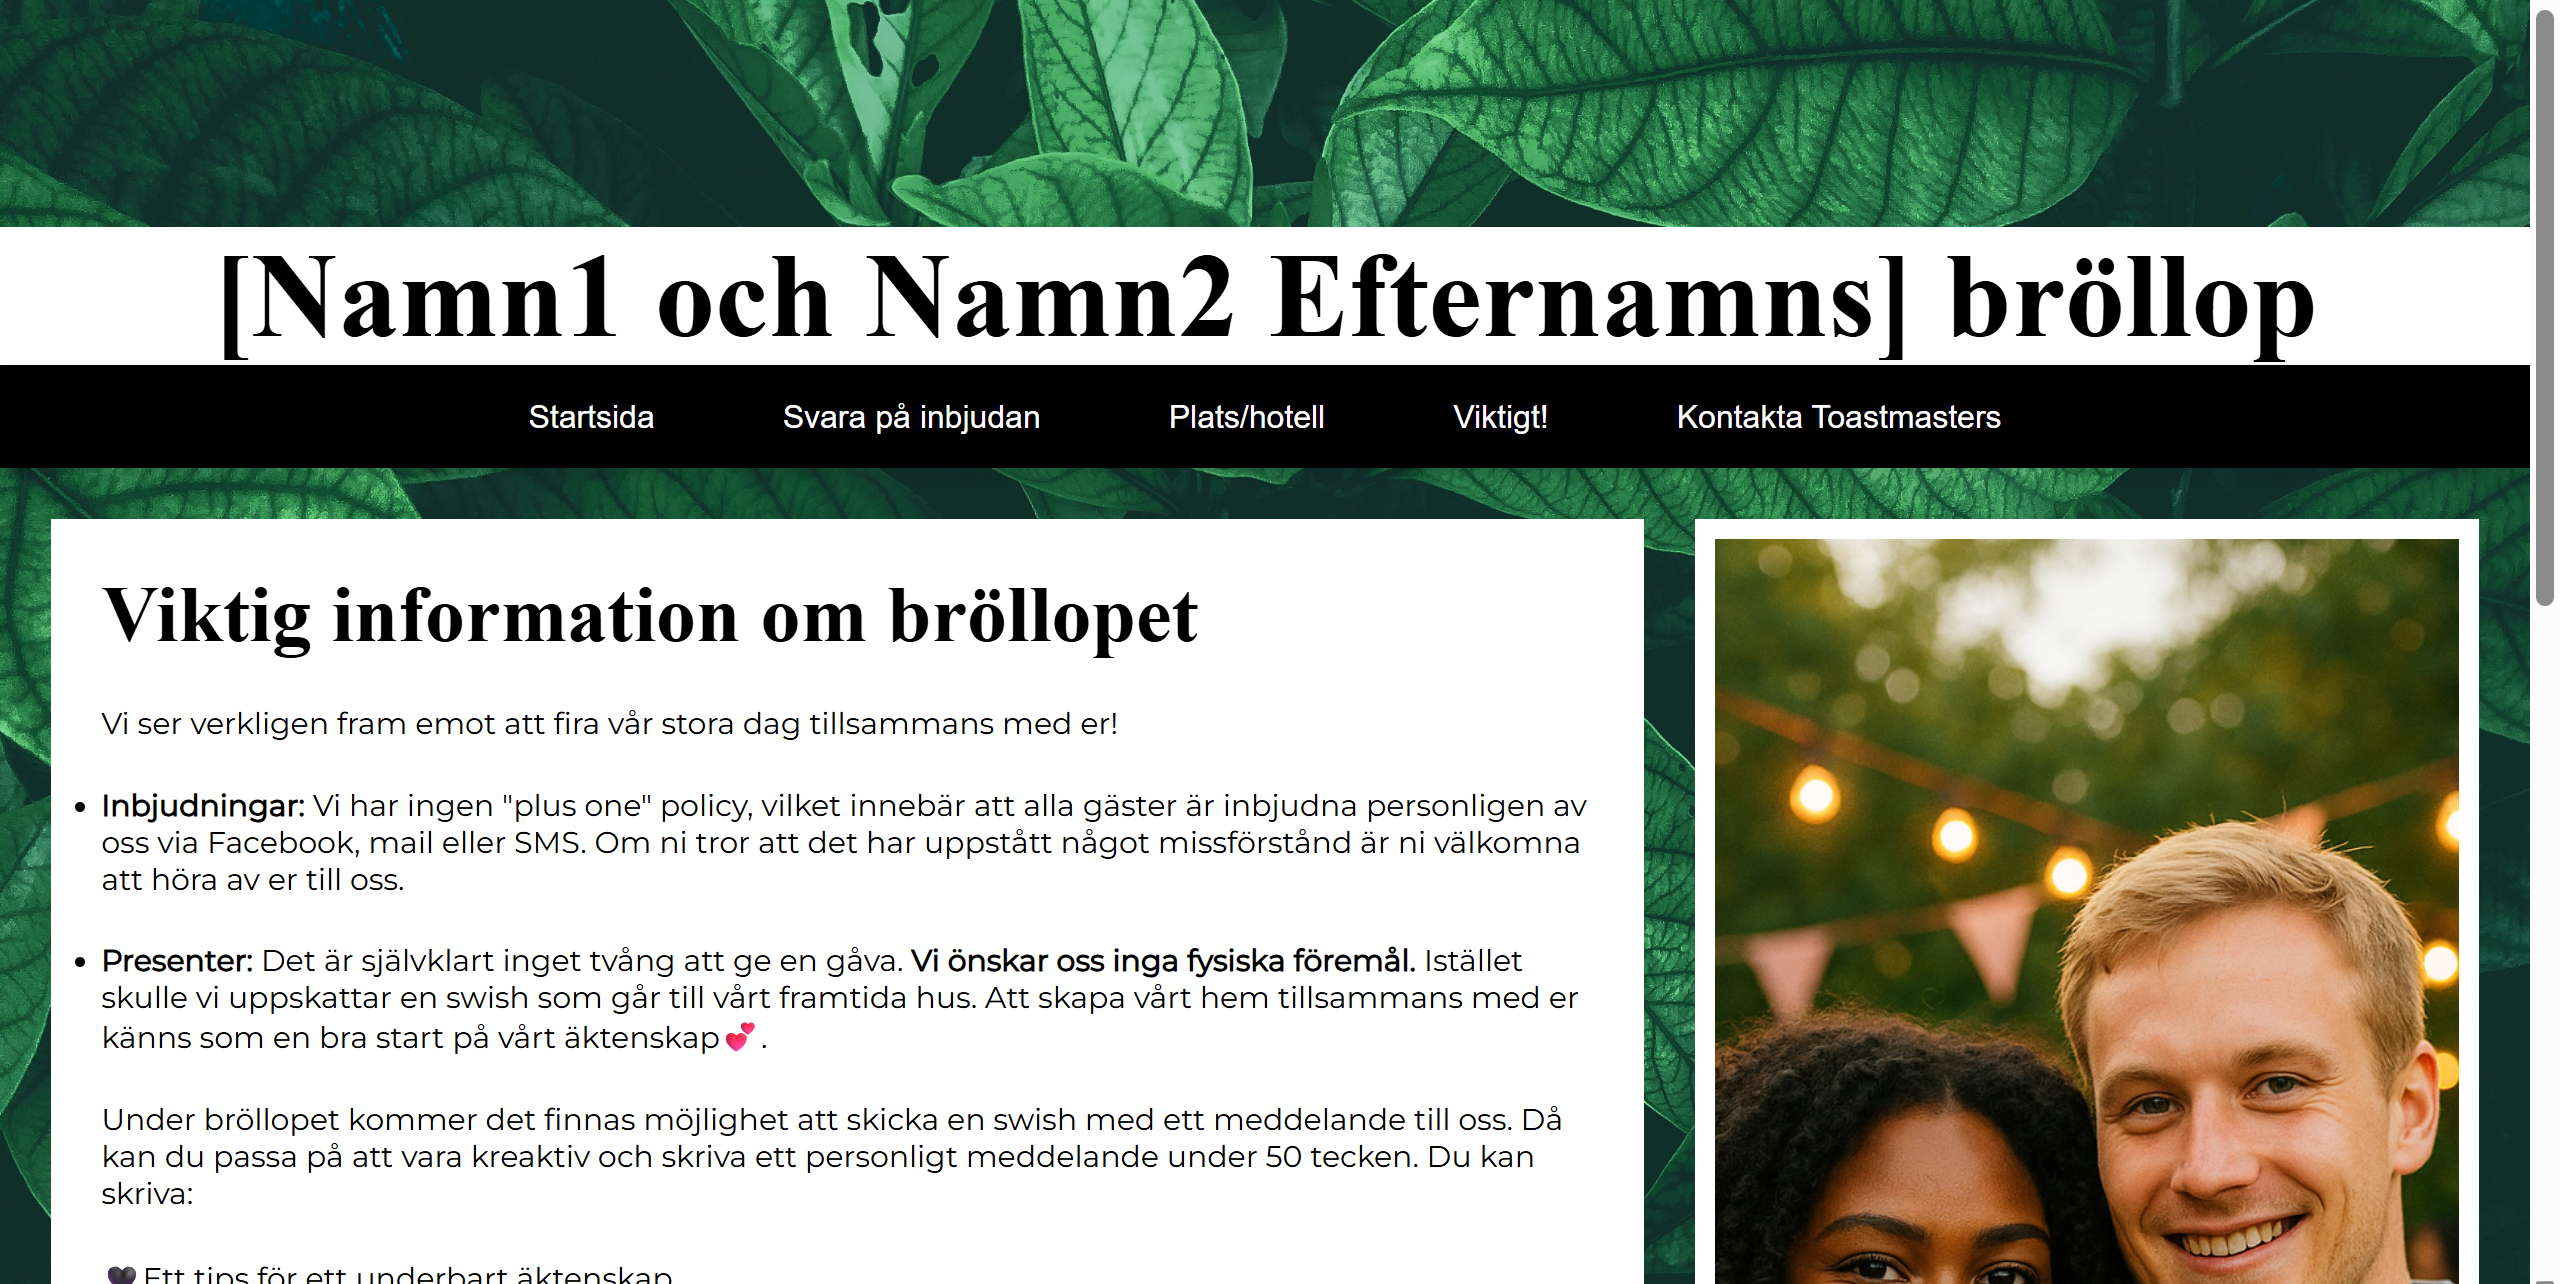 [Namn1 och Namn2 Efternamns] bröllop
Startsida Svara på inbjudan Plats/hotell Viktigt! Kontakta Toastmasters
Viktig information om bröllopet
Vi ser verkligen fram emot att fira vår stora dag tillsammans med er!
• Inbjudningar: Vi har ingen "plus one" policy, vilket innebär att alla gäster är inbjudna personligen av
oss via Facebook, mail eller SMS. Om ni tror att det har uppstått något missförstånd är ni välkomna
att höra av er till oss.
• Presenter: Det är självklart inget tvång att ge en gåva. Vi önskar oss inga fysiska föremål. Istället
skulle vi uppskattar en swish som går till vårt framtida hus. Att skapa vårt hem tillsammans med er
känns som en bra start på vårt äktenskap💕.
Under bröllopet kommer det finnas möjlighet att skicka en swish med ett meddelande till oss. Då
kan du passa på att vara kreaktiv och skriva ett personligt meddelande under 50 tecken. Du kan
skriva:
🖤Ett tips för ett underbart äktenskap